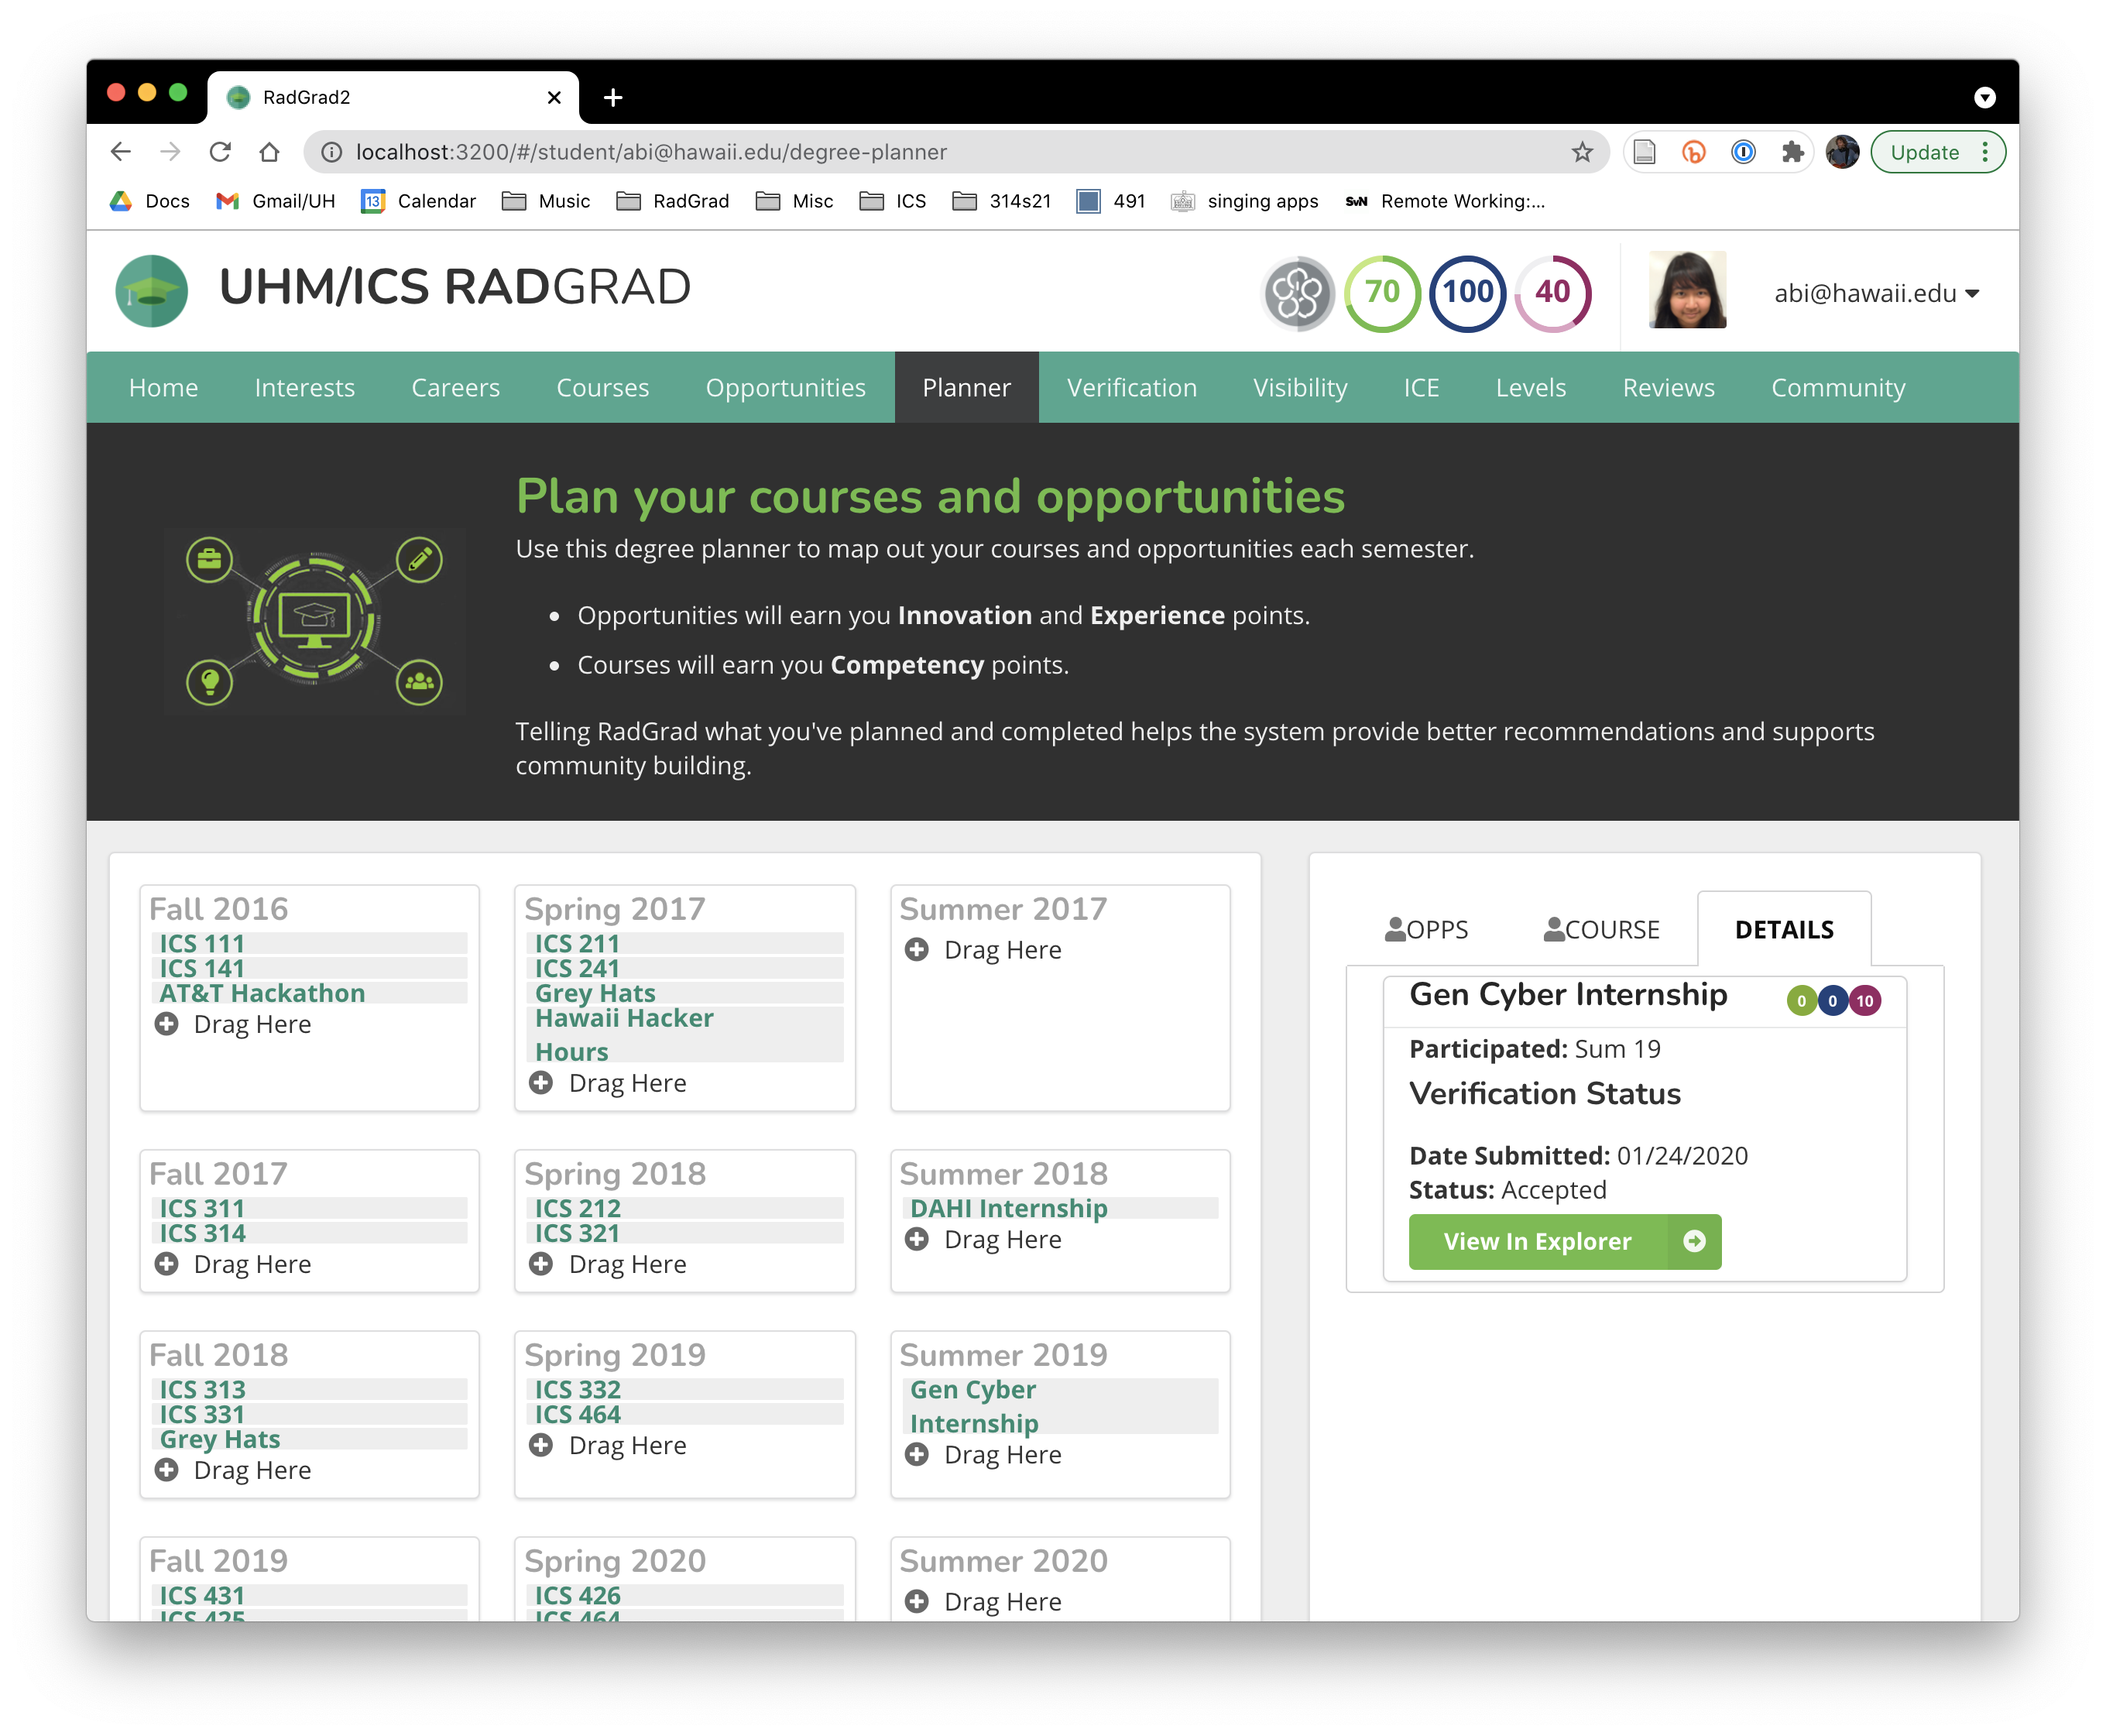 RadGrad2
localhost:3200/#/student/abi@hawaii.edu/degree-planner
Update
Docs
Gmail/UH
13
Calendar
Music
RadGrad
Misc
ICS
314s21
491
singing apps
SvN
Remote Working:...
UHM/ICS RADGRAD
70
100
40
abi@hawaii.edu
Home
Interests
Careers
Courses
Opportunities
Planner
Verification
Visibility
ICE
Levels
Reviews
Community
Plan your courses and opportunities
Use this degree planner to map out your courses and opportunities each semester.
Opportunities will earn you Innovation and Experience points.
Courses will earn you Competency points.
Telling RadGrad what you've planned and completed helps the system provide better recommendations and supports
community building.
Fall 2016
ICS 111
ICS 141
AT&T Hackathon
Drag Here
Spring 2017
ICS 211
ICS 241
Grey Hats
Hawaii Hacker
Hours
Drag Here
Summer 2017
Drag Here
Fall 2017
ICS 311
ICS 314
Drag Here
Spring 2018
ICS 212
ICS 321
Drag Here
Summer 2018
DAHI Internship
Drag Here
Fall 2018
ICS 313
ICS 331
Grey Hats
Drag Here
Spring 2019
ICS 332
ICS 464
Drag Here
Summer 2019
Gen Cyber
Internship
Drag Here
Fall 2019
ICS 431
ICS 425
Spring 2020
ICS 426
ICS 464
Summer 2020
Drag Here
OPPS
COURSE
DETAILS
Gen Cyber Internship
0
0
10
Participated: Sum 19
Verification Status
Date Submitted: 01/24/2020
Status: Accepted
View In Explorer